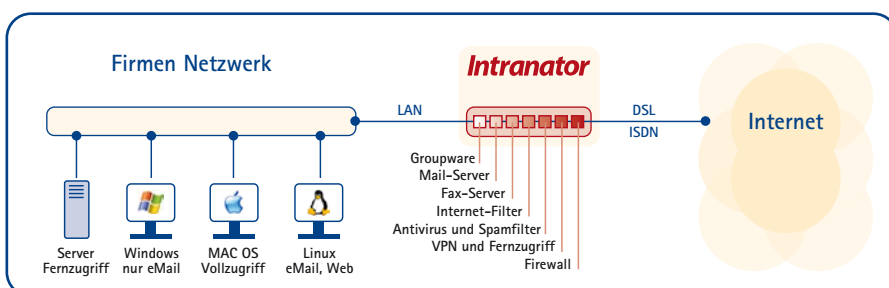 Firmen Netzwerk
Intranator
LAN
DSL
ISDN
Internet
Groupware
Mail-Server
Fax-Server
Internet-Filter
Antivirus und Spamfilter
VPN und Fernzugriff
Firewall
Server
Fernzugriff
Windows
nur eMail
MAC OS
Vollzugriff
Linux
eMail, Web